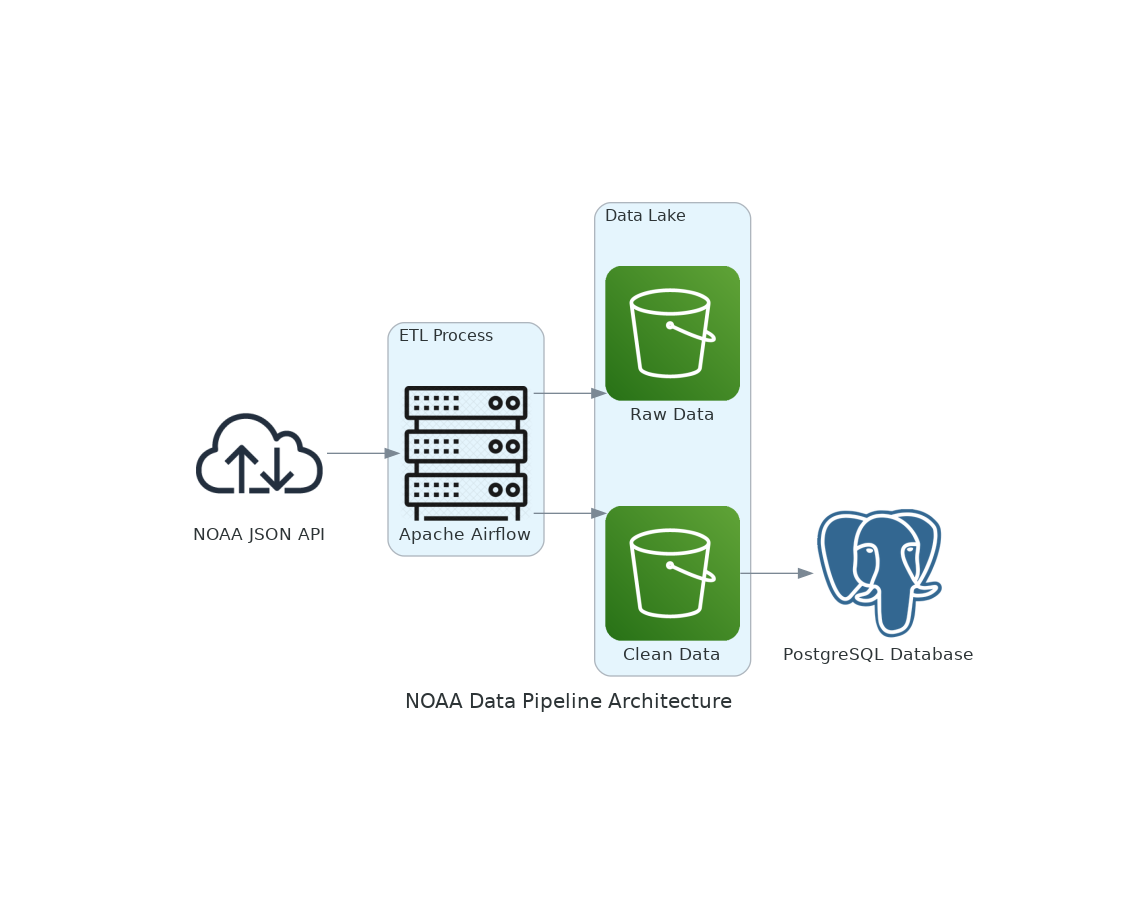 Data Lake
ETL Process
Raw Data
NOAA JSON API
Apache Airflow
Clean Data
PostgreSQL Database
NOAA Data Pipeline Architecture